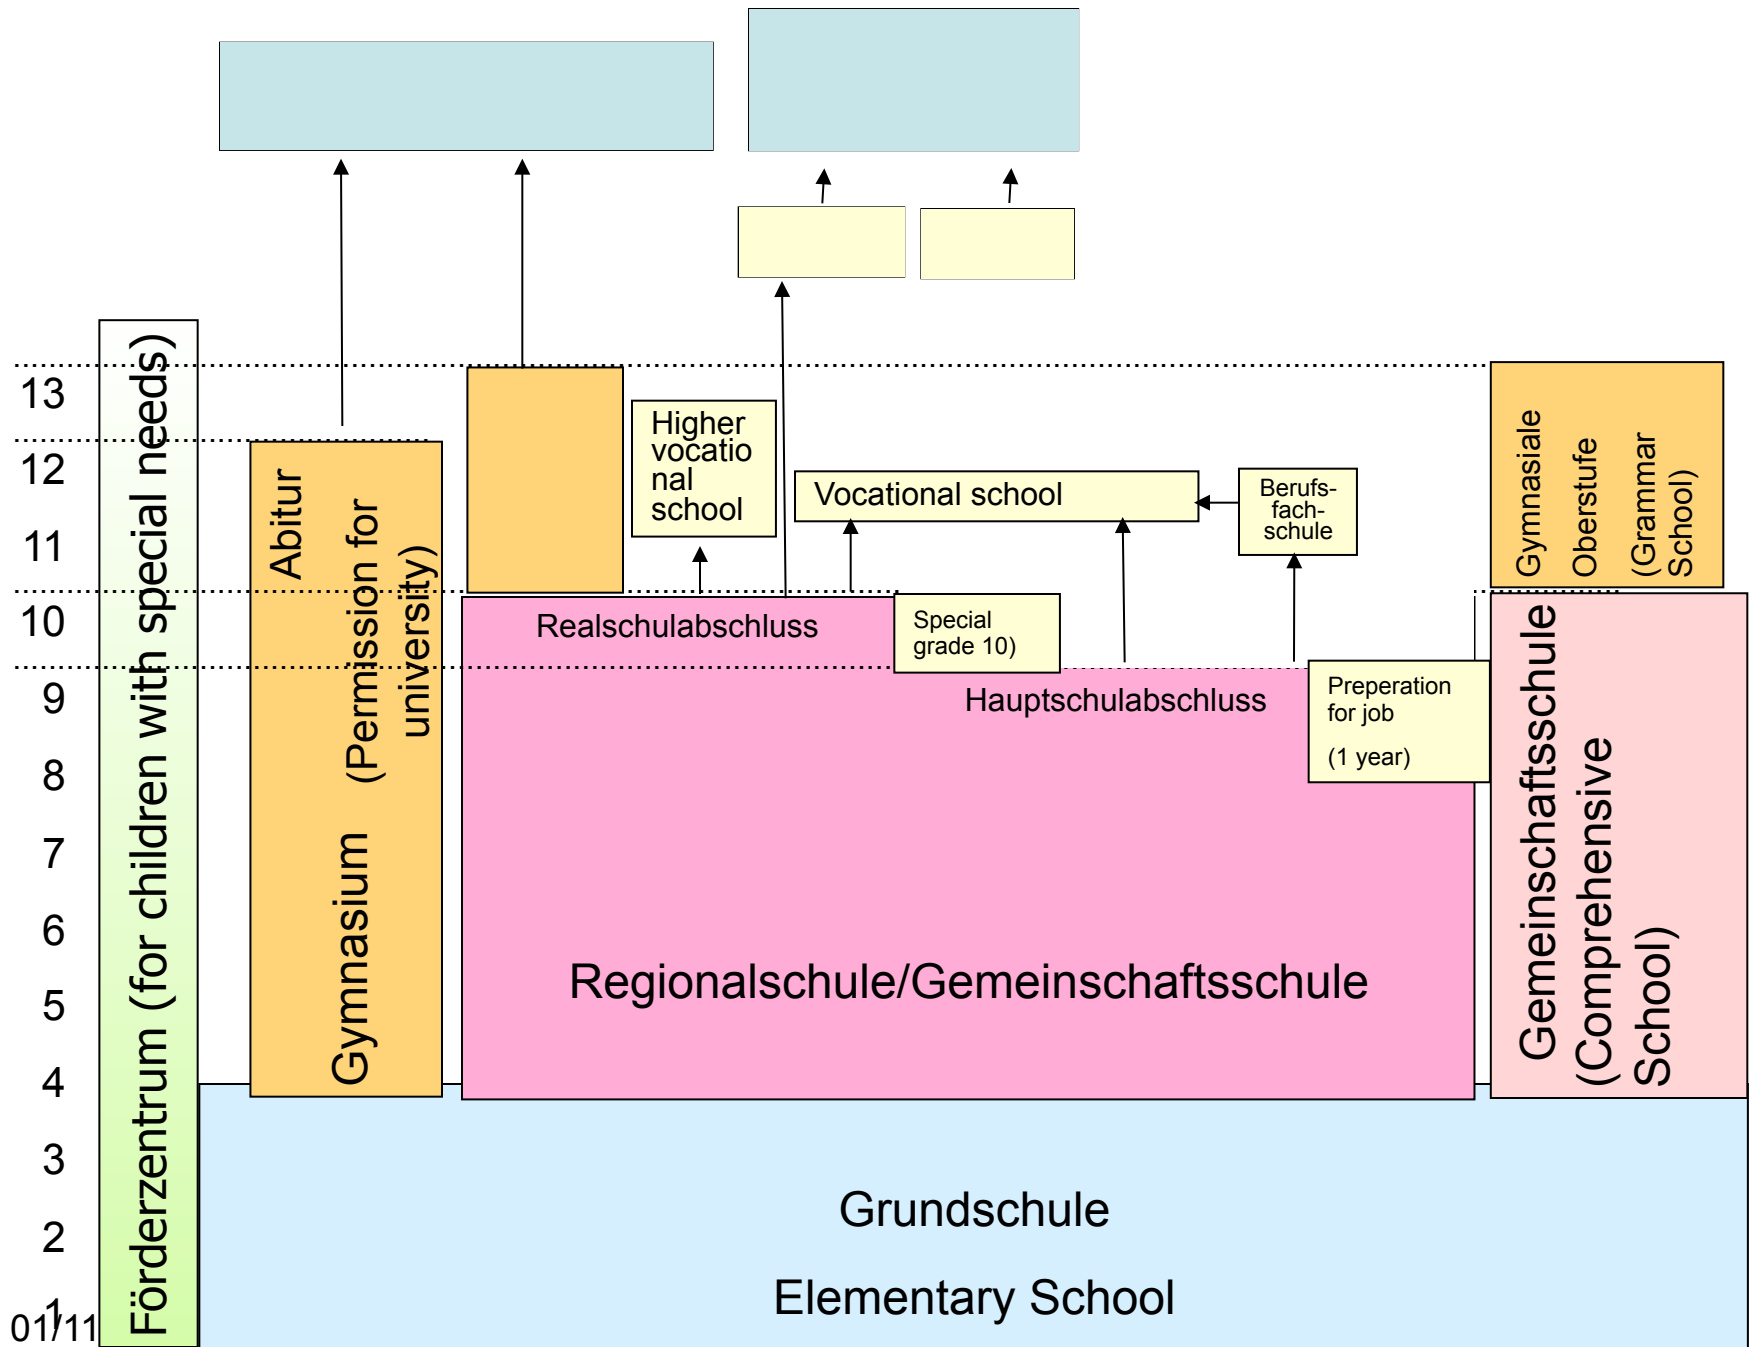 13
12
11
10
9
8
7
6
5
4
3
2
1
01/11
Förderzentrum (for children with special needs)
Abitur
(Permission for
university)
Gymnasium
Higher
vocatio
nal
school
Vocational school
Berufs-
fach-
schule
Gymnasiale
Oberstufe
(Grammar
School)
Realschulabschluss
Special
grade 10)
Hauptschulabschluss
Preperation
for job
(1 year)
Gemeinschaftsschule
(Comprehensive
School)
Regionalschule/Gemeinschaftsschule
Grundschule
Elementary School